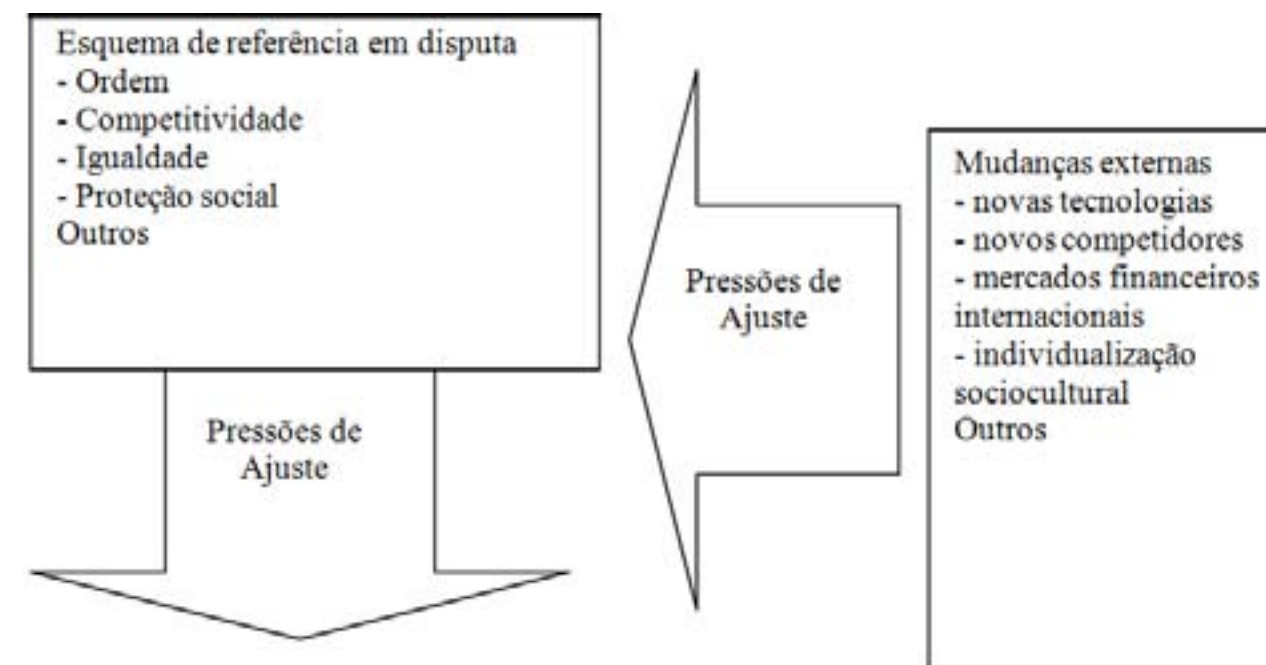 Esquema de referência em disputa
- Ordem
- Competitividade
- Igualdade
- Proteção social
Outros
Pressões de
Ajuste
Pressões de
Ajuste
Mudanças externas
- novas tecnologias
- novos competidores
- mercados financeiros
internacionais
- individualização
sociocultural
Outros